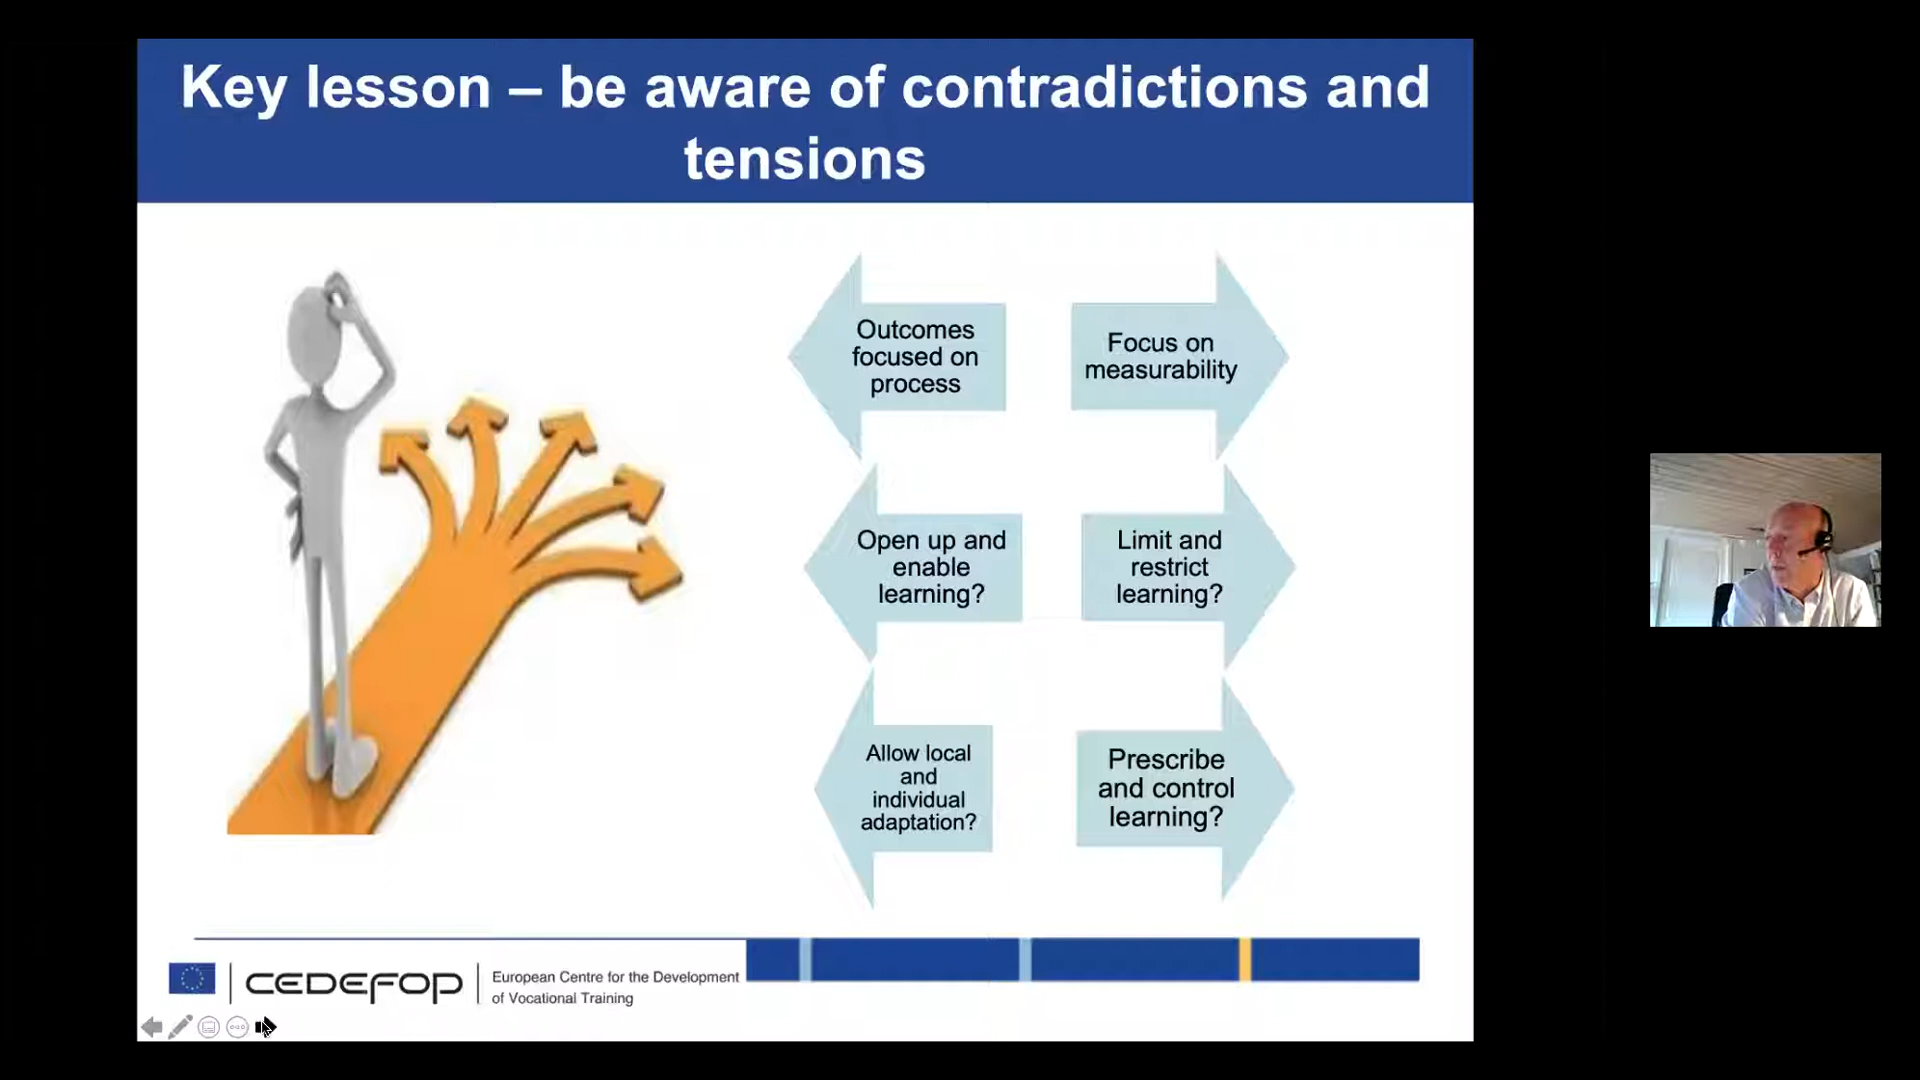 Key lesson – be aware of contradictions and
tensions
Outcomes
focused on
process
Focus on
measurability
Open up and
enable
learning?
Limit and
restrict
learning?
Allow local
and
individual
adaptation?
Prescribe
and control
learning?
CEDEFOP
European Centre for the Development
of Vocational Training